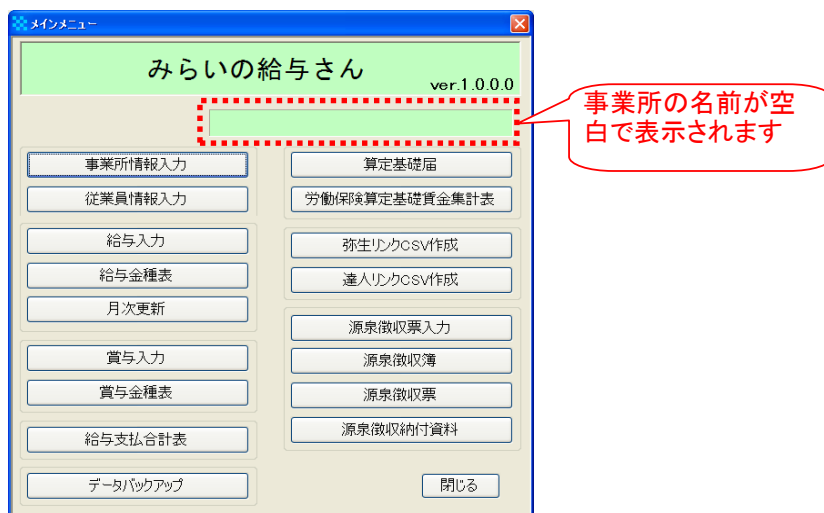 メインメニュー
みらいの給与さん
ver.1.0.0.0
事業所の名前が空
白で表示されます
事業所情報入力
従業員情報入力
給与入力
給与金種表
月次更新
賞与入力
賞与金種表
給与支払合計表
データバックアップ
算定基礎届
労働保険算定基礎賃金集計表
弥生リンクCSV作成
達人リンクCSV作成
源泉徴収票入力
源泉徴収簿
源泉徴収票
源泉徴収納付資料
閉じる